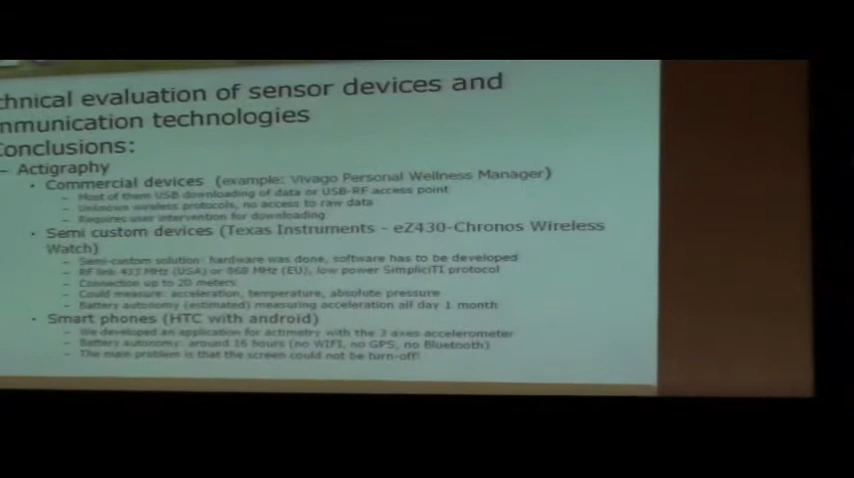 chnical evaluation of sensor devices and
mmunication technologies
Conclusions:
– Actigraphy
• Commercial devices (example: Vivago Personal Wellness Manager)
– Most of them USB downloading of data or USB-RF access point
– Unknown wireless protocols, no access to raw data
– Requires user intervention for downloading
• Semi custom devices (Texas Instruments - eZ430-Chronos Wireless
Watch)
– Semi-custom solution: hardware was done, software has to be developed
– RF link 433 MHz (USA) or 868 MHz (EU), low power SimpliciTI protocol
– Connection up to 20 meters
– Could measure: acceleration, temperature, absolute pressure
– Battery autonomy (estimated) measuring acceleration all day 1 month
• Smart phones (HTC with android)
– We developed an application for actimetry with the 3 axes accelerometer
– Battery autonomy: around 16 hours (no WIFI, no GPS, no Bluetooth)
– The main problem is that the screen could not be turn-off!